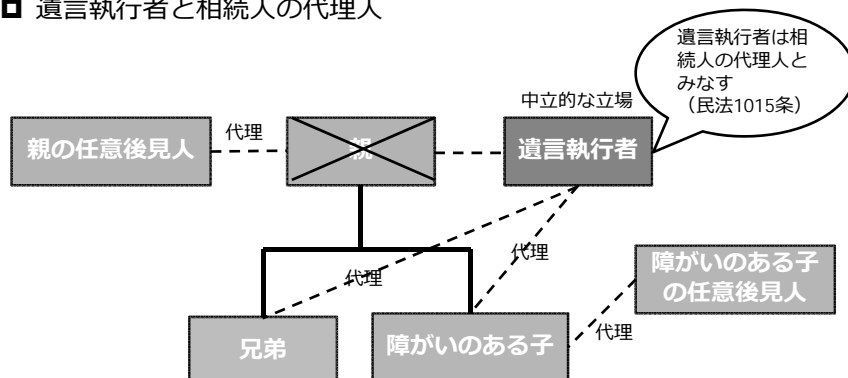 遺言執行者と相続人の代理人
遺言執行者は相
続人の代理人と
みなす
（民法1015条）
中立的な立場
親の任意後見人
代理
親
遺言執行者
代理
代理
障がいのある子
の任意後見人
兄弟
障がいのある子
代理